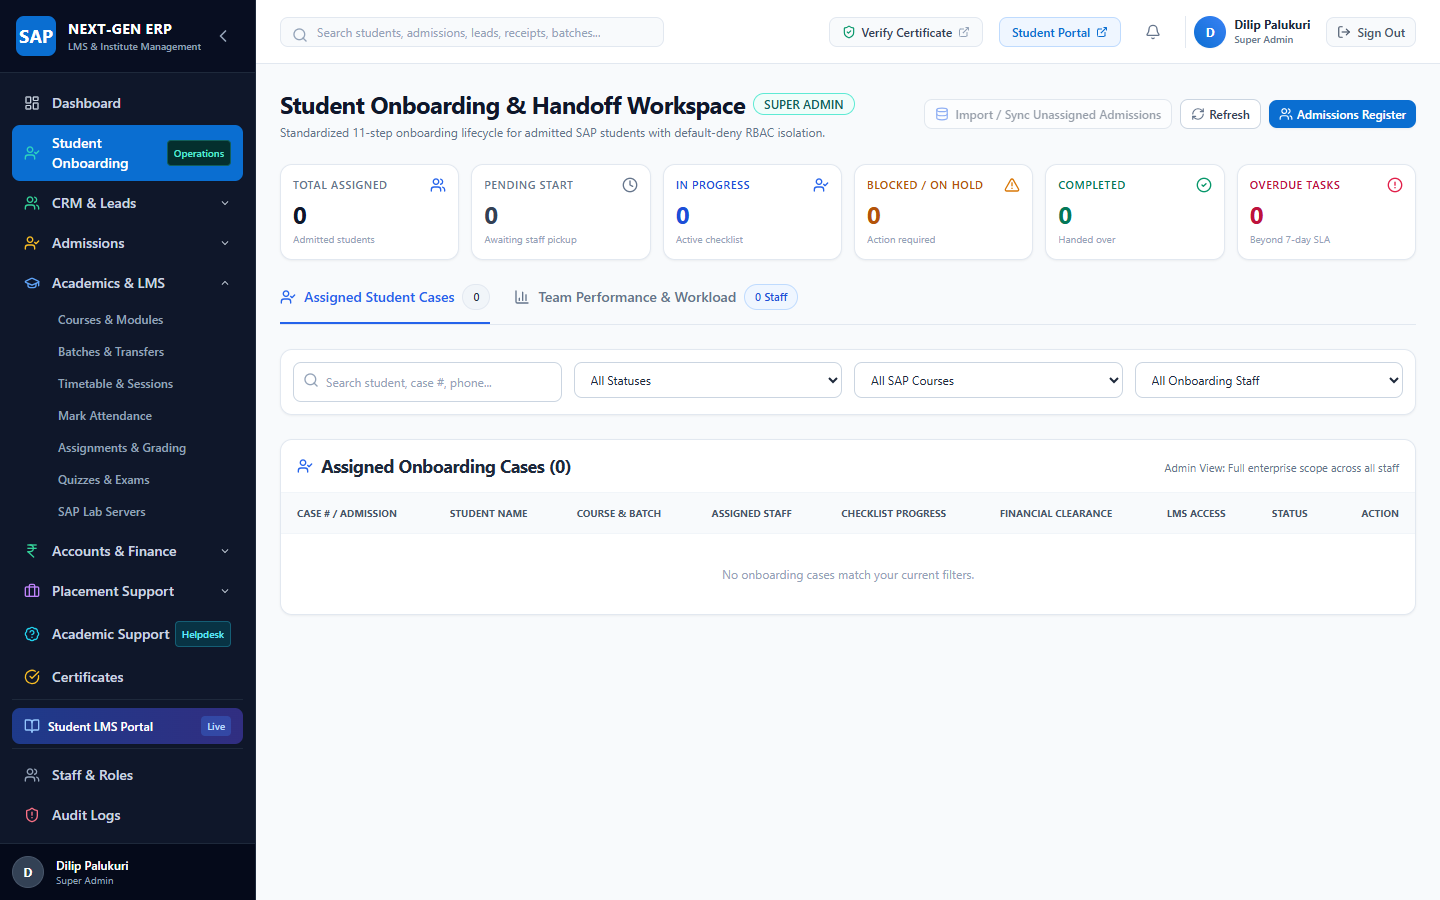 SAP
NEXT-GEN ERP
LMS & Institute Management
Search students, admissions, leads, receipts, batches...
Verify Certificate
Student Portal
D
Dilip Palukuri
Super Admin
Sign Out
Dashboard
Student Onboarding
Operations
CRM & Leads
Admissions
Academics & LMS
Courses & Modules
Batches & Transfers
Timetable & Sessions
Mark Attendance
Assignments & Grading
Quizzes & Exams
SAP Lab Servers
Accounts & Finance
Placement Support
Academic Support
Helpdesk
Certificates
Student LMS Portal
Live
Staff & Roles
Audit Logs
D
Dilip Palukuri
Super Admin
Student Onboarding & Handoff Workspace
SUPER ADMIN
Standardized 11-step onboarding lifecycle for admitted SAP students with default-deny RBAC isolation.
Import / Sync Unassigned Admissions
Refresh
Admissions Register
TOTAL ASSIGNED
0
Admitted students
PENDING START
0
Awaiting staff pickup
IN PROGRESS
0
Active checklist
BLOCKED / ON HOLD
0
Action required
COMPLETED
0
Handed over
OVERDUE TASKS
0
Beyond 7-day SLA
Assigned Student Cases 0
Team Performance & Workload 0 Staff
Search student, case #, phone...
All Statuses
All SAP Courses
All Onboarding Staff
Assigned Onboarding Cases (0)
Admin View: Full enterprise scope across all staff
CASE # / ADMISSION STUDENT NAME COURSE & BATCH ASSIGNED STAFF CHECKLIST PROGRESS FINANCIAL CLEARANCE LMS ACCESS STATUS ACTION
No onboarding cases match your current filters.